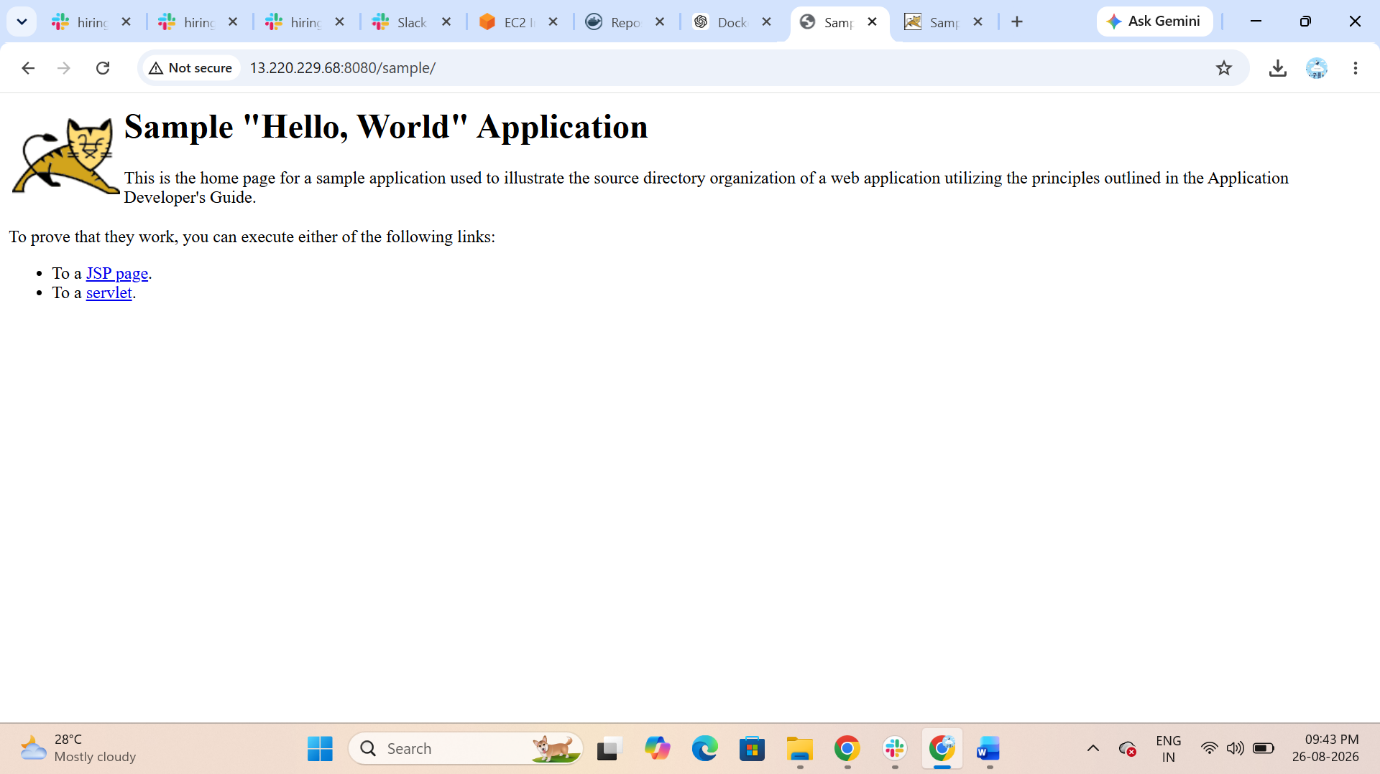 hiring
hiring
hiring
Slack
EC2 I
Repo
Dock
Samp
Samp
Ask Gemini
Not secure
13.220.229.68:8080/sample/
Sample "Hello, World" Application
This is the home page for a sample application used to illustrate the source directory organization of a web application utilizing the principles outlined in the Application
Developer's Guide.
To prove that they work, you can execute either of the following links:
• To a JSP page.
• To a servlet.
28°C
Mostly cloudy
Search
ENG
IN
09:43 PM
26-08-2026